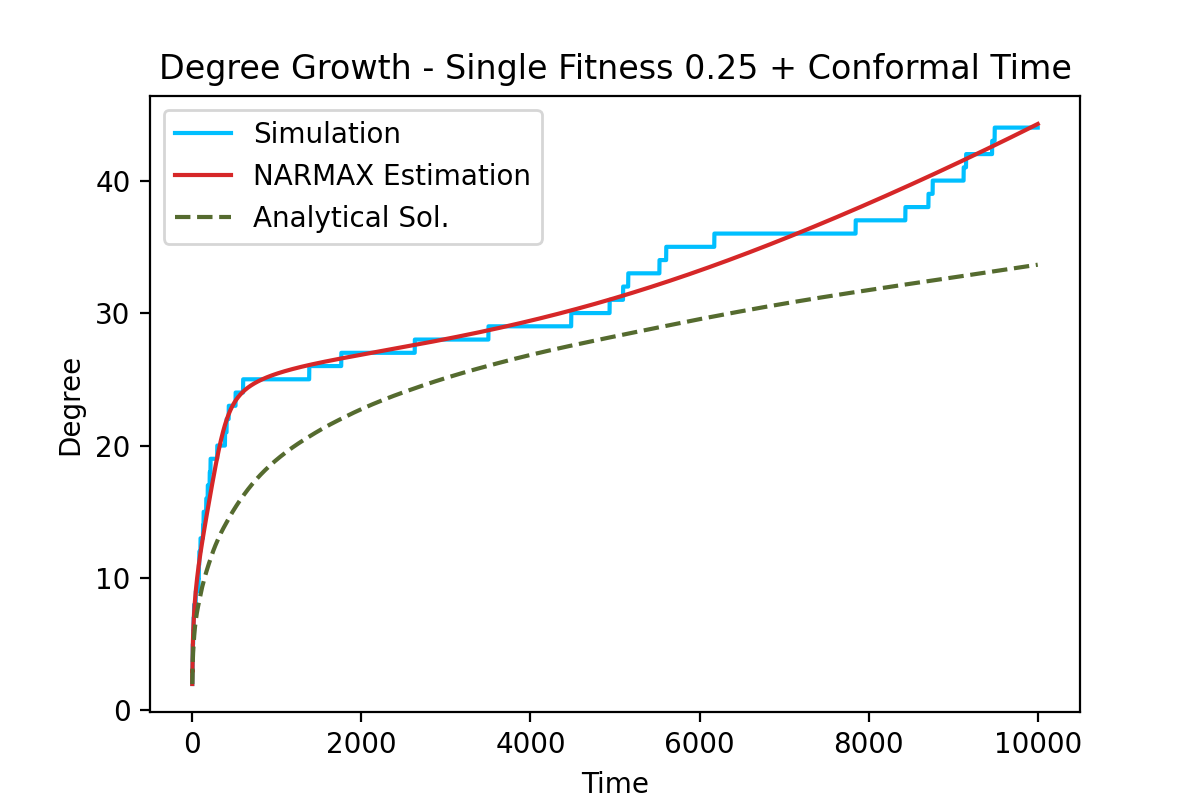 Degree Growth - Single Fitness 0.25 + Conformal Time
Simulation
NARMAX Estimation
Analytical Sol.
Degree
40
30
20
10
0
0 2000 4000 6000 8000 10000
Time